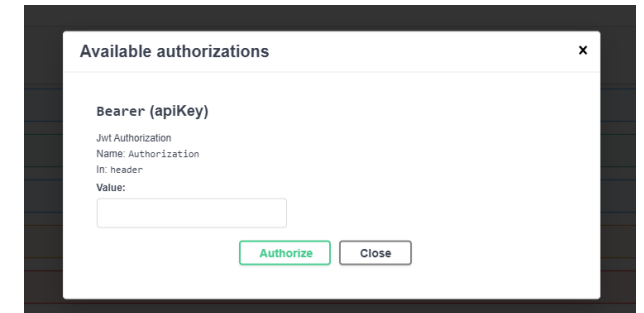 Available authorizations
×
Bearer (apiKey)
Jwt Authorization
Name: Authorization
In: header
Value:
Authorize Close